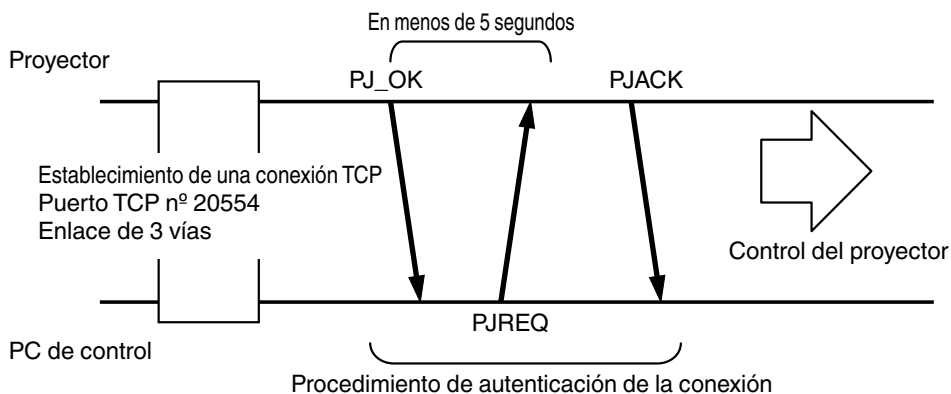 En menos de 5 segundos
Proyector
PJ_OK
PJACK
Establecimiento de una conexión TCP
Puerto TCP nº 20554
Enlace de 3 vías
Control del proyector
PJREQ
PC de control
Procedimiento de autenticación de la conexión